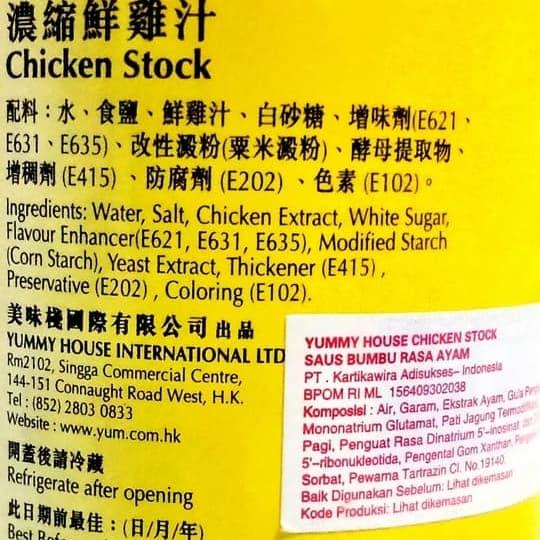 濃縮鮮雞汁
Chicken Stock
配料：水、食鹽、鮮雞汁、白砂糖、增味劑(E621、
E631、E635)、改性澱粉(粟米澱粉)、酵母提取物、
增稠劑 (E415) 、防腐劑 (E202) 、色素 (E102)。
Ingredients: Water, Salt, Chicken Extract, White Sugar,
Flavour Enhancer(E621, E631, E635), Modified Starch
(Corn Starch), Yeast Extract, Thickener (E415) ,
Preservative (E202) , Coloring (E102).
美味棧國際有限公司 出品
YUMMY HOUSE INTERNATIONAL LTD
Rm2102, Singga Commercial Centre,
144-151 Connaught Road West, H.K.
Tel : (852) 2803 0833
Website : www.yum.com.hk
開蓋後請冷藏
Refrigerate after opening
此日期前最佳：(日/月/年)
Best
YUMMY HOUSE CHICKEN STOCK
SAUS BUMBU RASA AYAM
PT . Kartikawira Adisukses– Indonesia
BPOM RI ML 156409302038
Komposisi : Air, Garam, Ekstrak Ayam, Gula
Mononatrium Glutamat, Pati Jagung
Pagi, Penguat Rasa Dinatrium 5'-inosinat
5'-ribonukleotida, Pengental Gom Xanthan,
Sorbat, Pewarna Tartrazin CI. No.19140.
Baik Digunakan Sebelum: Lihat dikemasan
Kode Produksi: Lihat dikemasan